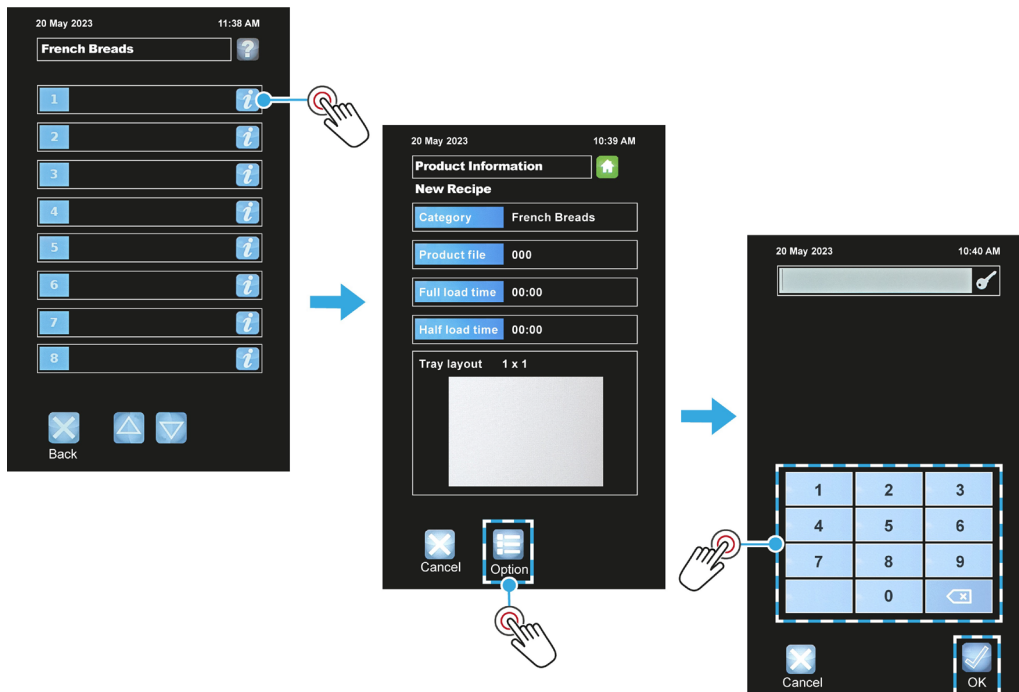 20 May 2023 11:38 AM
French Breads ?
1 i
2 i
3 i
4 i
5 i
6 i
7 i
8 i
Back
20 May 2023 10:39 AM
Product Information
New Recipe
Category French Breads
Product file 000
Full load time 00:00
Half load time 00:00
Tray layout 1 x 1
Cancel Option
20 May 2023 10:40 AM
1 2 3
4 5 6
7 8 9
0
Cancel OK